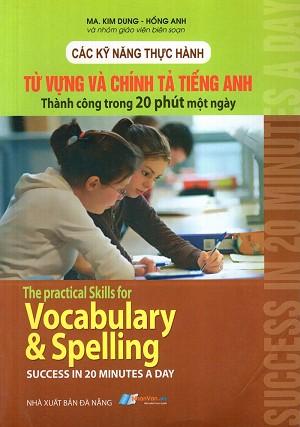 MA. KIM DUNG - HỒNG ANH
và nhóm giáo viên biên soạn
CÁC KỸ NĂNG THỰC HÀNH
TỪ VỰNG VÀ CHÍNH TẢ TIẾNG ANH
Thành công trong 20 phút một ngày
The practical Skills for
Vocabulary
& Spelling
SUCCESS IN 20 MINUTES A DAY
NHÀ XUẤT BẢN ĐÀ NẴNG
SUCCESS IN 20 MINUTES A DAY